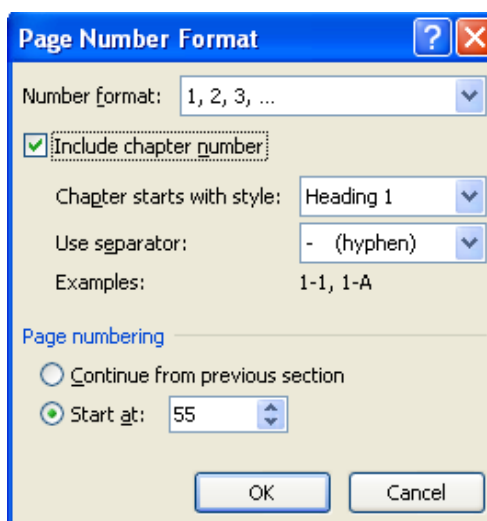 Page Number Format
Number format: 1, 2, 3, ...
Include chapter number
Chapter starts with style: Heading 1
Use separator: - (hyphen)
Examples: 1-1, 1-A
Page numbering
Continue from previous section
Start at: 55
OK Cancel